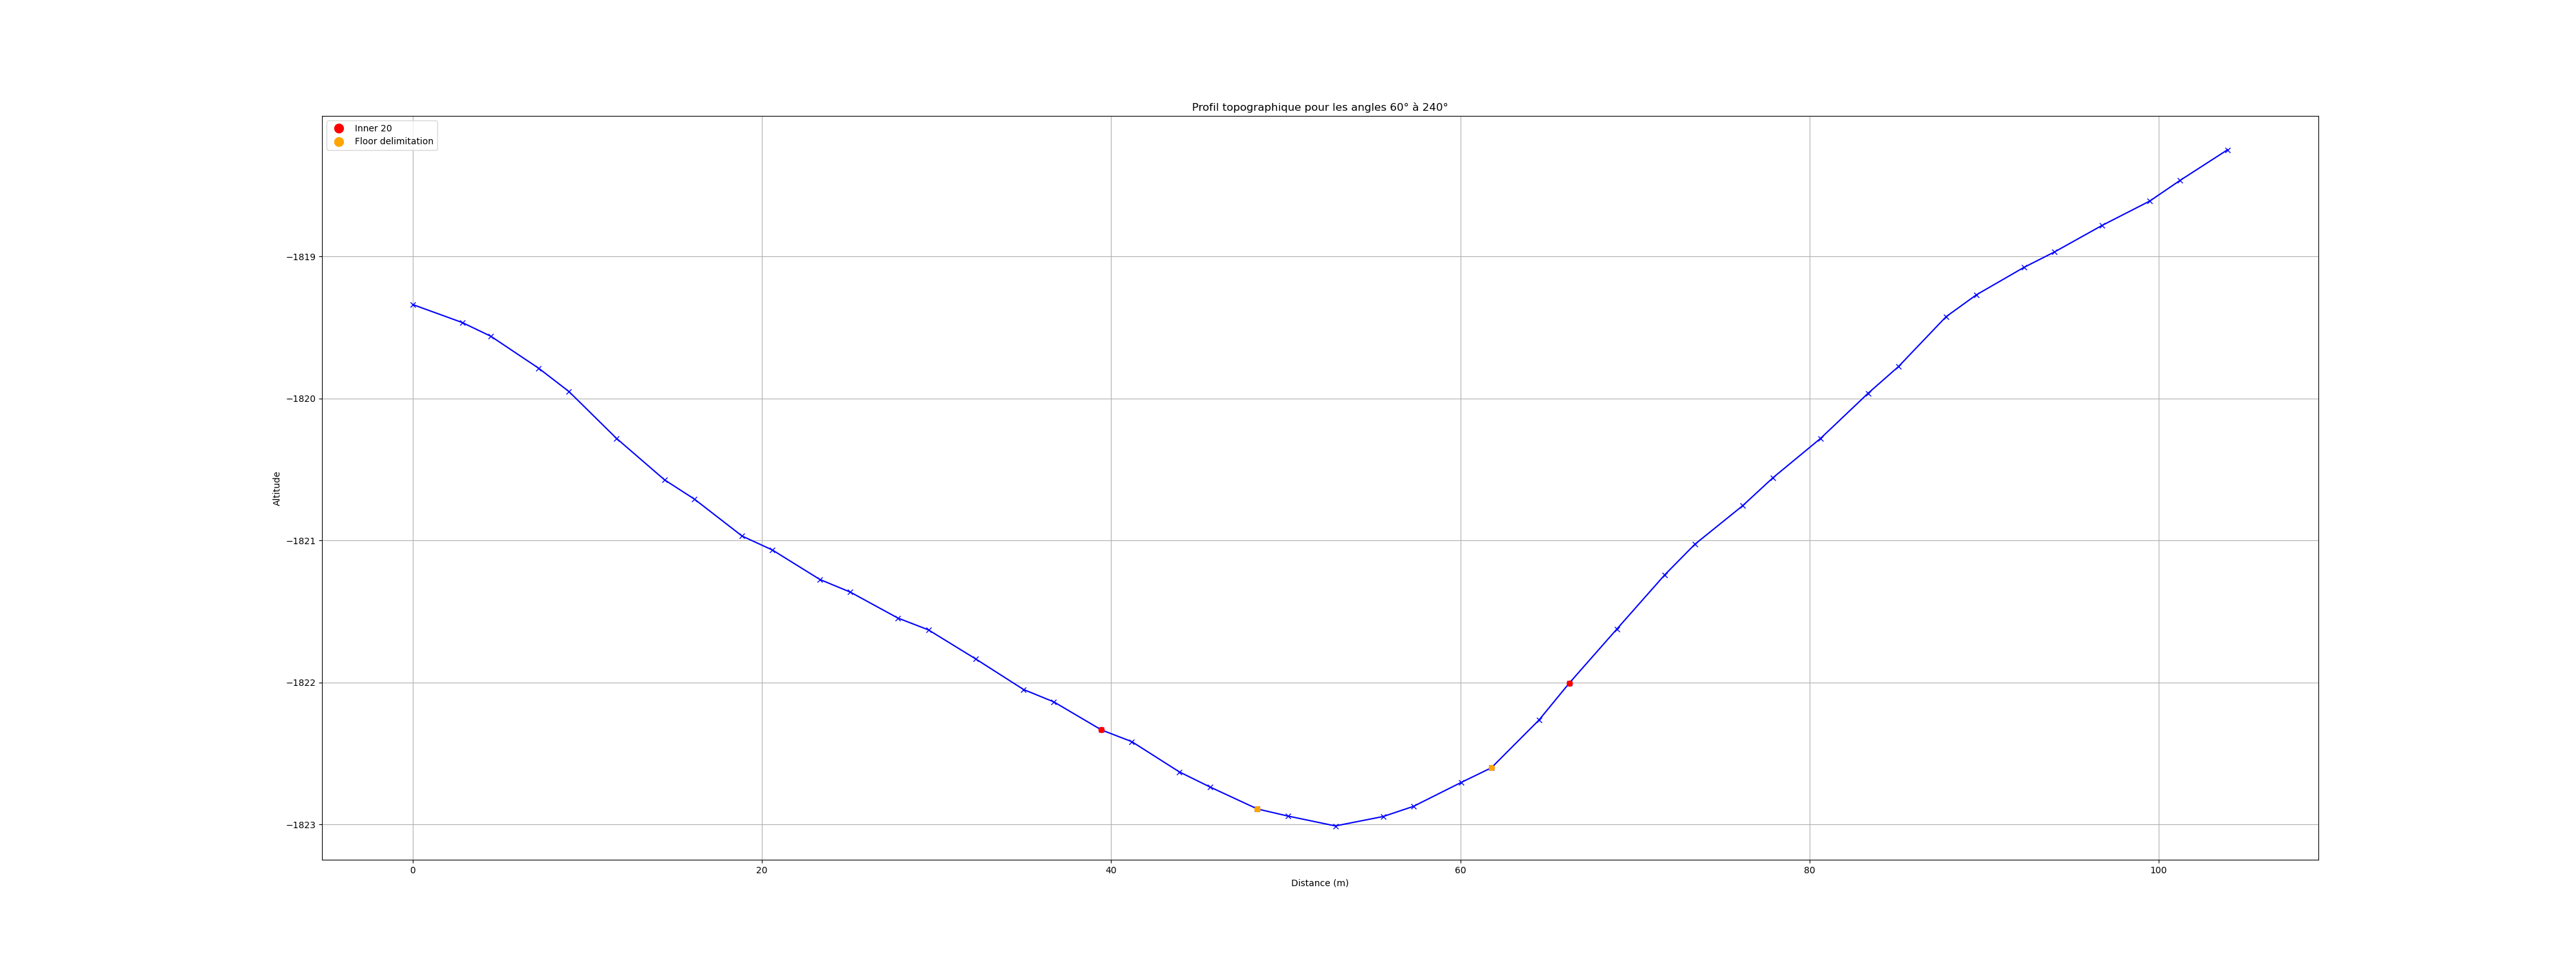 Profil topographique pour les angles 60° à 240°
Inner 20
Floor delimitation
Altitude
−1819
−1820
−1821
−1822
−1823
0 20 40 60 80 100
Distance (m)